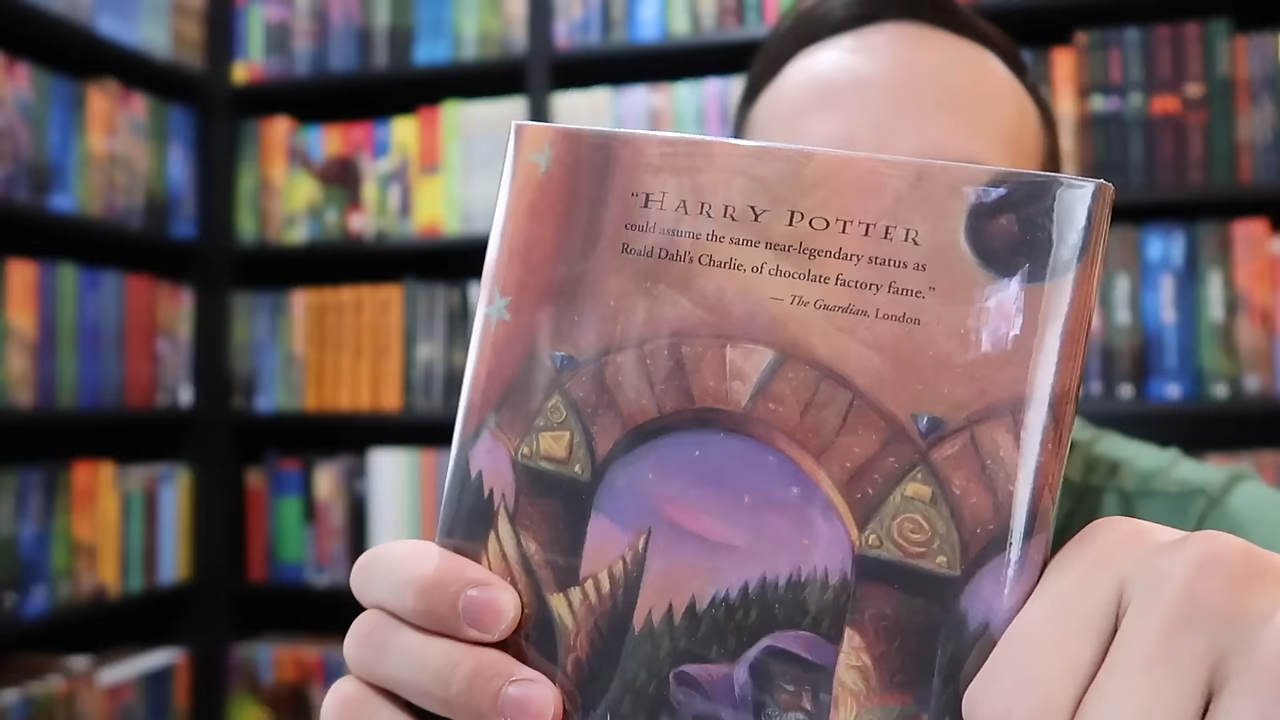 “HARRY POTTER
could assume the same near-legendary status as
Roald Dahl’s Charlie, of chocolate factory fame.”
— The Guardian, London